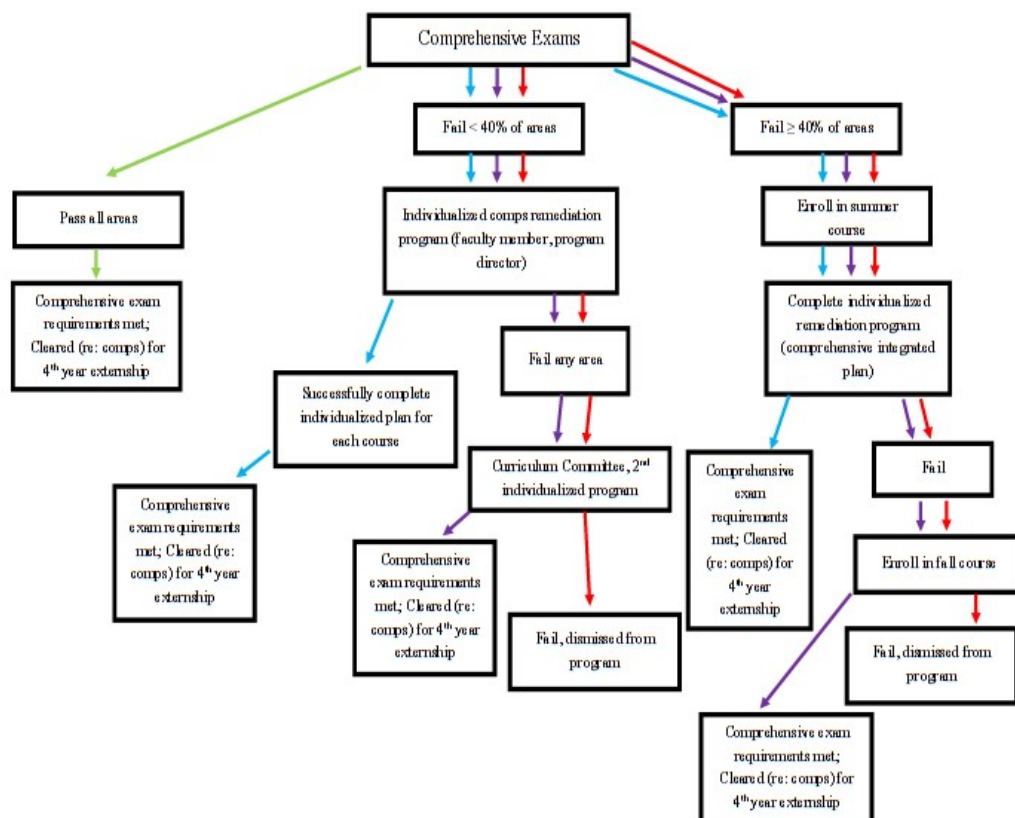 Comprehensive Exams
Fail < 40% of areas
Fail ≥ 40% of areas
Pass all areas
Individualized comps remediation
program (faculty member, program
director)
Enroll in summer
course
Comprehensive exam
requirements met;
Cleared (re: comps) for
4th year externship
Complete individualized
remediation program
(comprehensive integrated
plan)
Fail any area
Successfully complete
individualized plan for
each course
Curriculum Committee, 2nd
individualized program
Comprehensive
exam
requirements
met; Cleared
(re: comps) for
4th year
externship
Fail
Comprehensive
exam requirements
met; Cleared (re:
comps) for 4th year
externship
Comprehensive
exam requirements
met; Cleared (re:
comps) for 4th year
externship
Enroll in fall course
Fail, dismissed from
program
Fail, dismissed from
program
Comprehensive exam
requirements met;
Cleared (re: comps) for
4th year externship